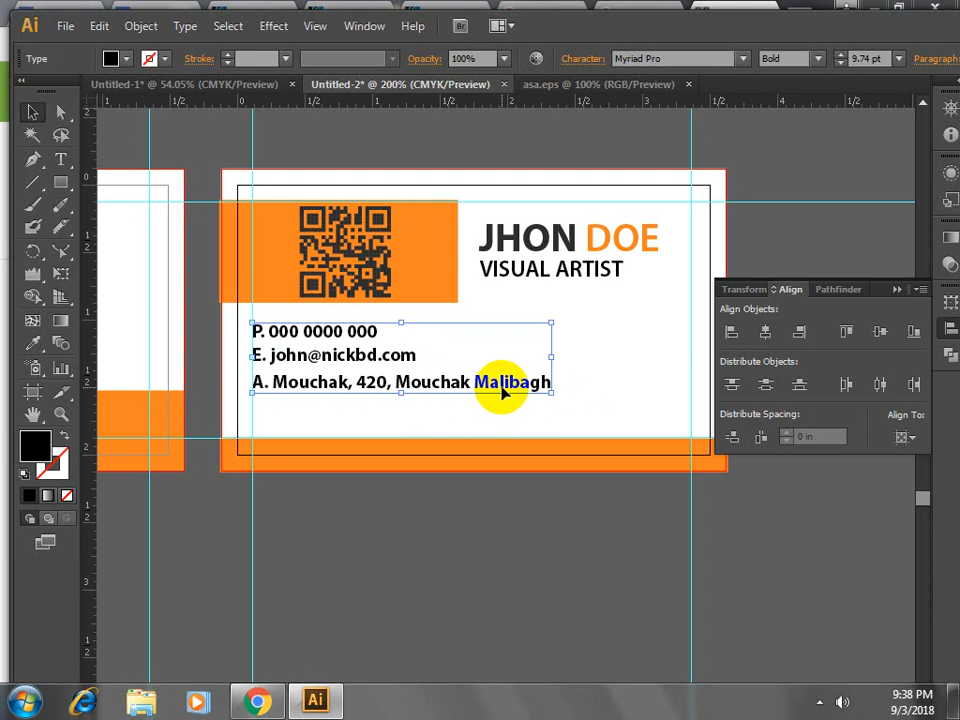 Ai File Edit Object Type Select Effect View Window Help Br
Type Stroke: Opacity: 100% Character: Myriad Pro Bold 9.74 pt Paragraph:
Untitled-1* @ 54.05% (CMYK/Preview) × Untitled-2* @ 200% (CMYK/Preview) × asa.eps @ 100% (RGB/Preview) ×
JHON DOE
VISUAL ARTIST
P. 000 0000 000
E. john@nickbd.com
A. Mouchak, 420, Mouchak Malibagh
Transform Align Pathfinder
Align Objects:
Distribute Objects:
Distribute Spacing: Align To:
0 in
Ai
9:38 PM
9/3/2018